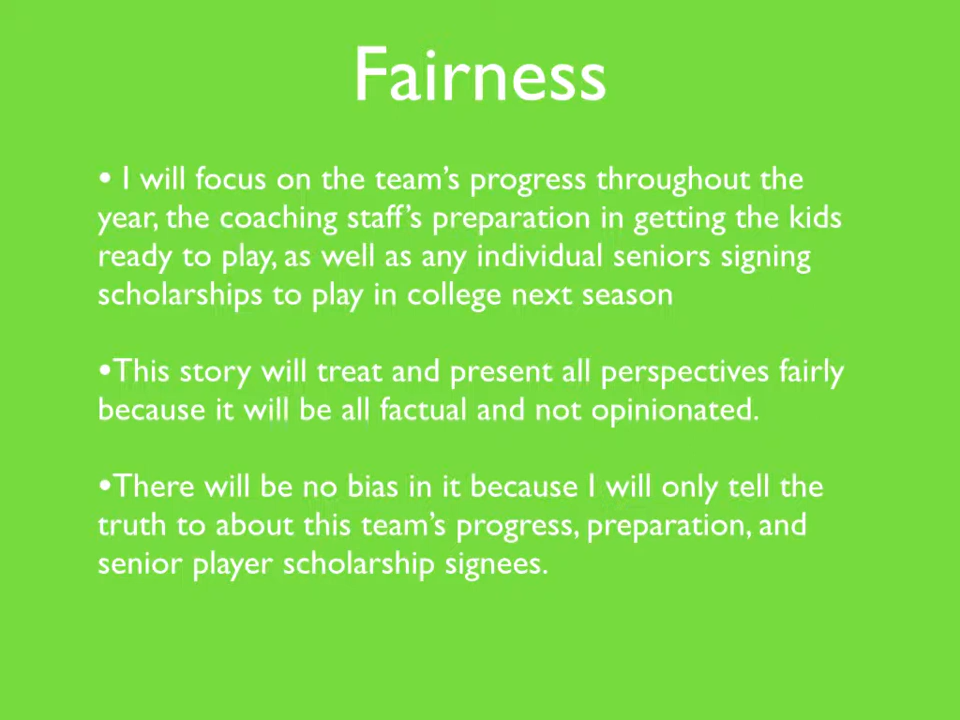 Fairness
• I will focus on the team’s progress throughout the
year, the coaching staff’s preparation in getting the kids
ready to play, as well as any individual seniors signing
scholarships to play in college next season
•This story will treat and present all perspectives fairly
because it will be all factual and not opinionated.
•There will be no bias in it because I will only tell the
truth to about this team’s progress, preparation, and
senior player scholarship signees.